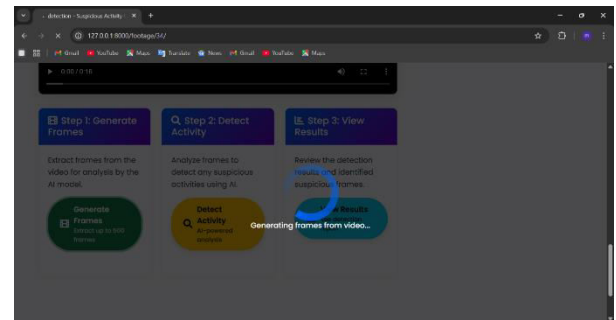 detection - Suspicious Activity
127.0.0.1:8000/footage/34/
Gmail YouTube Maps Translate News Gmail YouTube Maps
0:00 / 0:16
Step 1: Generate
Frames
Extract frames from the
video for analysis by the
AI model.
Generate
Frames
Extract up to
frames
Step 2: Detect
Activity
Analyze frames to
detect any suspicious
activities using AI.
Detect
Activity
AI-powered
analysis
Step 3: View
Results
Review the detection
results and identified
suspicious frames.
View Results
Generating frames from video...